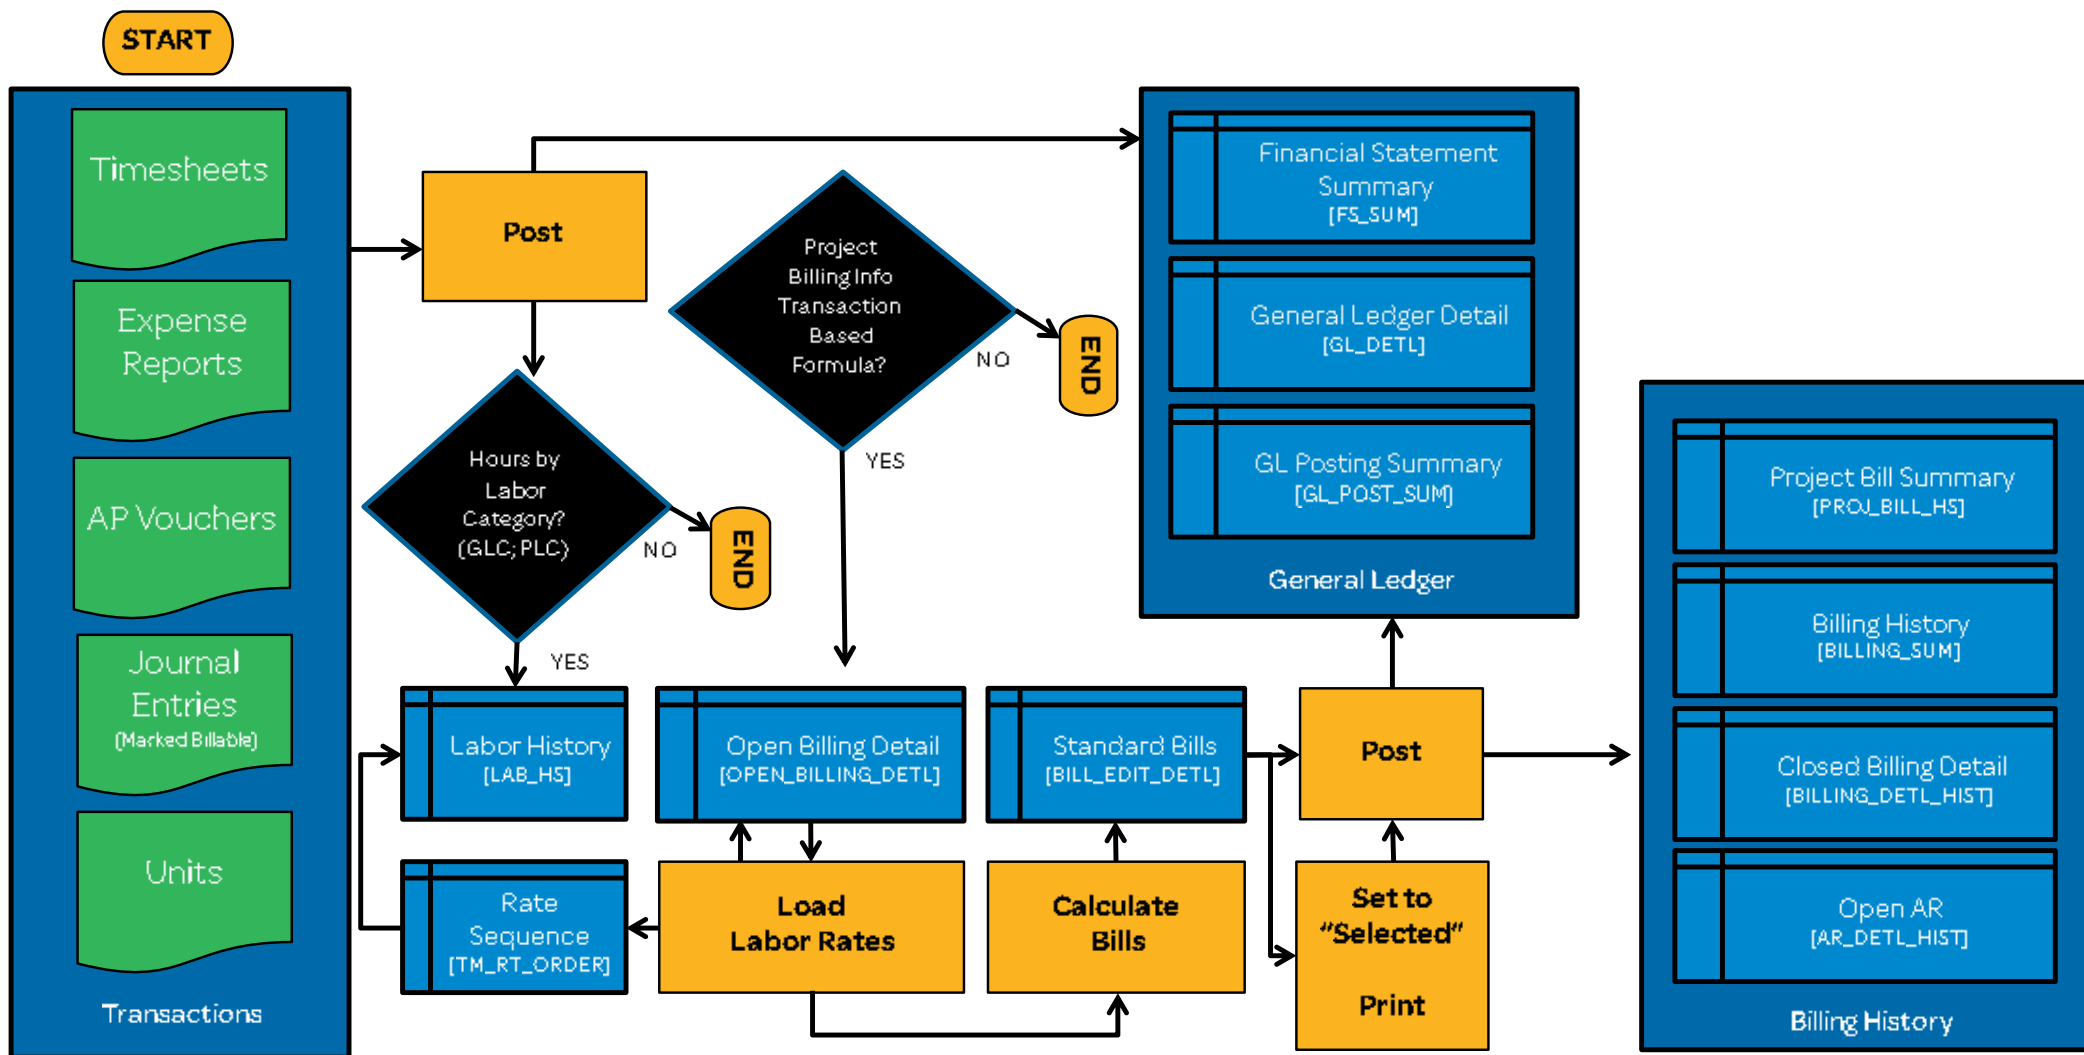 START
Timesheets
Expense
Reports
AP Vouchers
Journal
Entries
(Marked Billable)
Units
Transactions
Post
Hours by
Labor
Category?
(GLC; PLC)
NO
END
YES
Labor History
[LAB_HS]
Rate
Sequence
[TM_RT_ORDER]
Project
Billing Info
Transaction
Based
Formula?
NO
END
YES
Open Billing Detail
[OPEN_BILLING_DETL]
Load
Labor Rates
Standard Bills
[BILL_EDIT_DETL]
Calculate
Bills
Financial Statement
Summary
[FS_SUM]
General Ledger Detail
[GL_DETL]
GL Posting Summary
[GL_POST_SUM]
General Ledger
Post
Set to
"Selected"
Print
Project Bill Summary
[PROJ_BILL_HS]
Billing History
[BILLING_SUM]
Closed Billing Detail
[BILLING_DETL_HIST]
Open AR
[AR_DETL_HIST]
Billing History